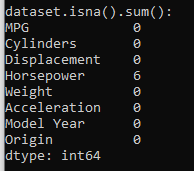 dataset.isna().sum():
MPG 0
Cylinders 0
Displacement 0
Horsepower 6
Weight 0
Acceleration 0
Model Year 0
Origin 0
dtype: int64